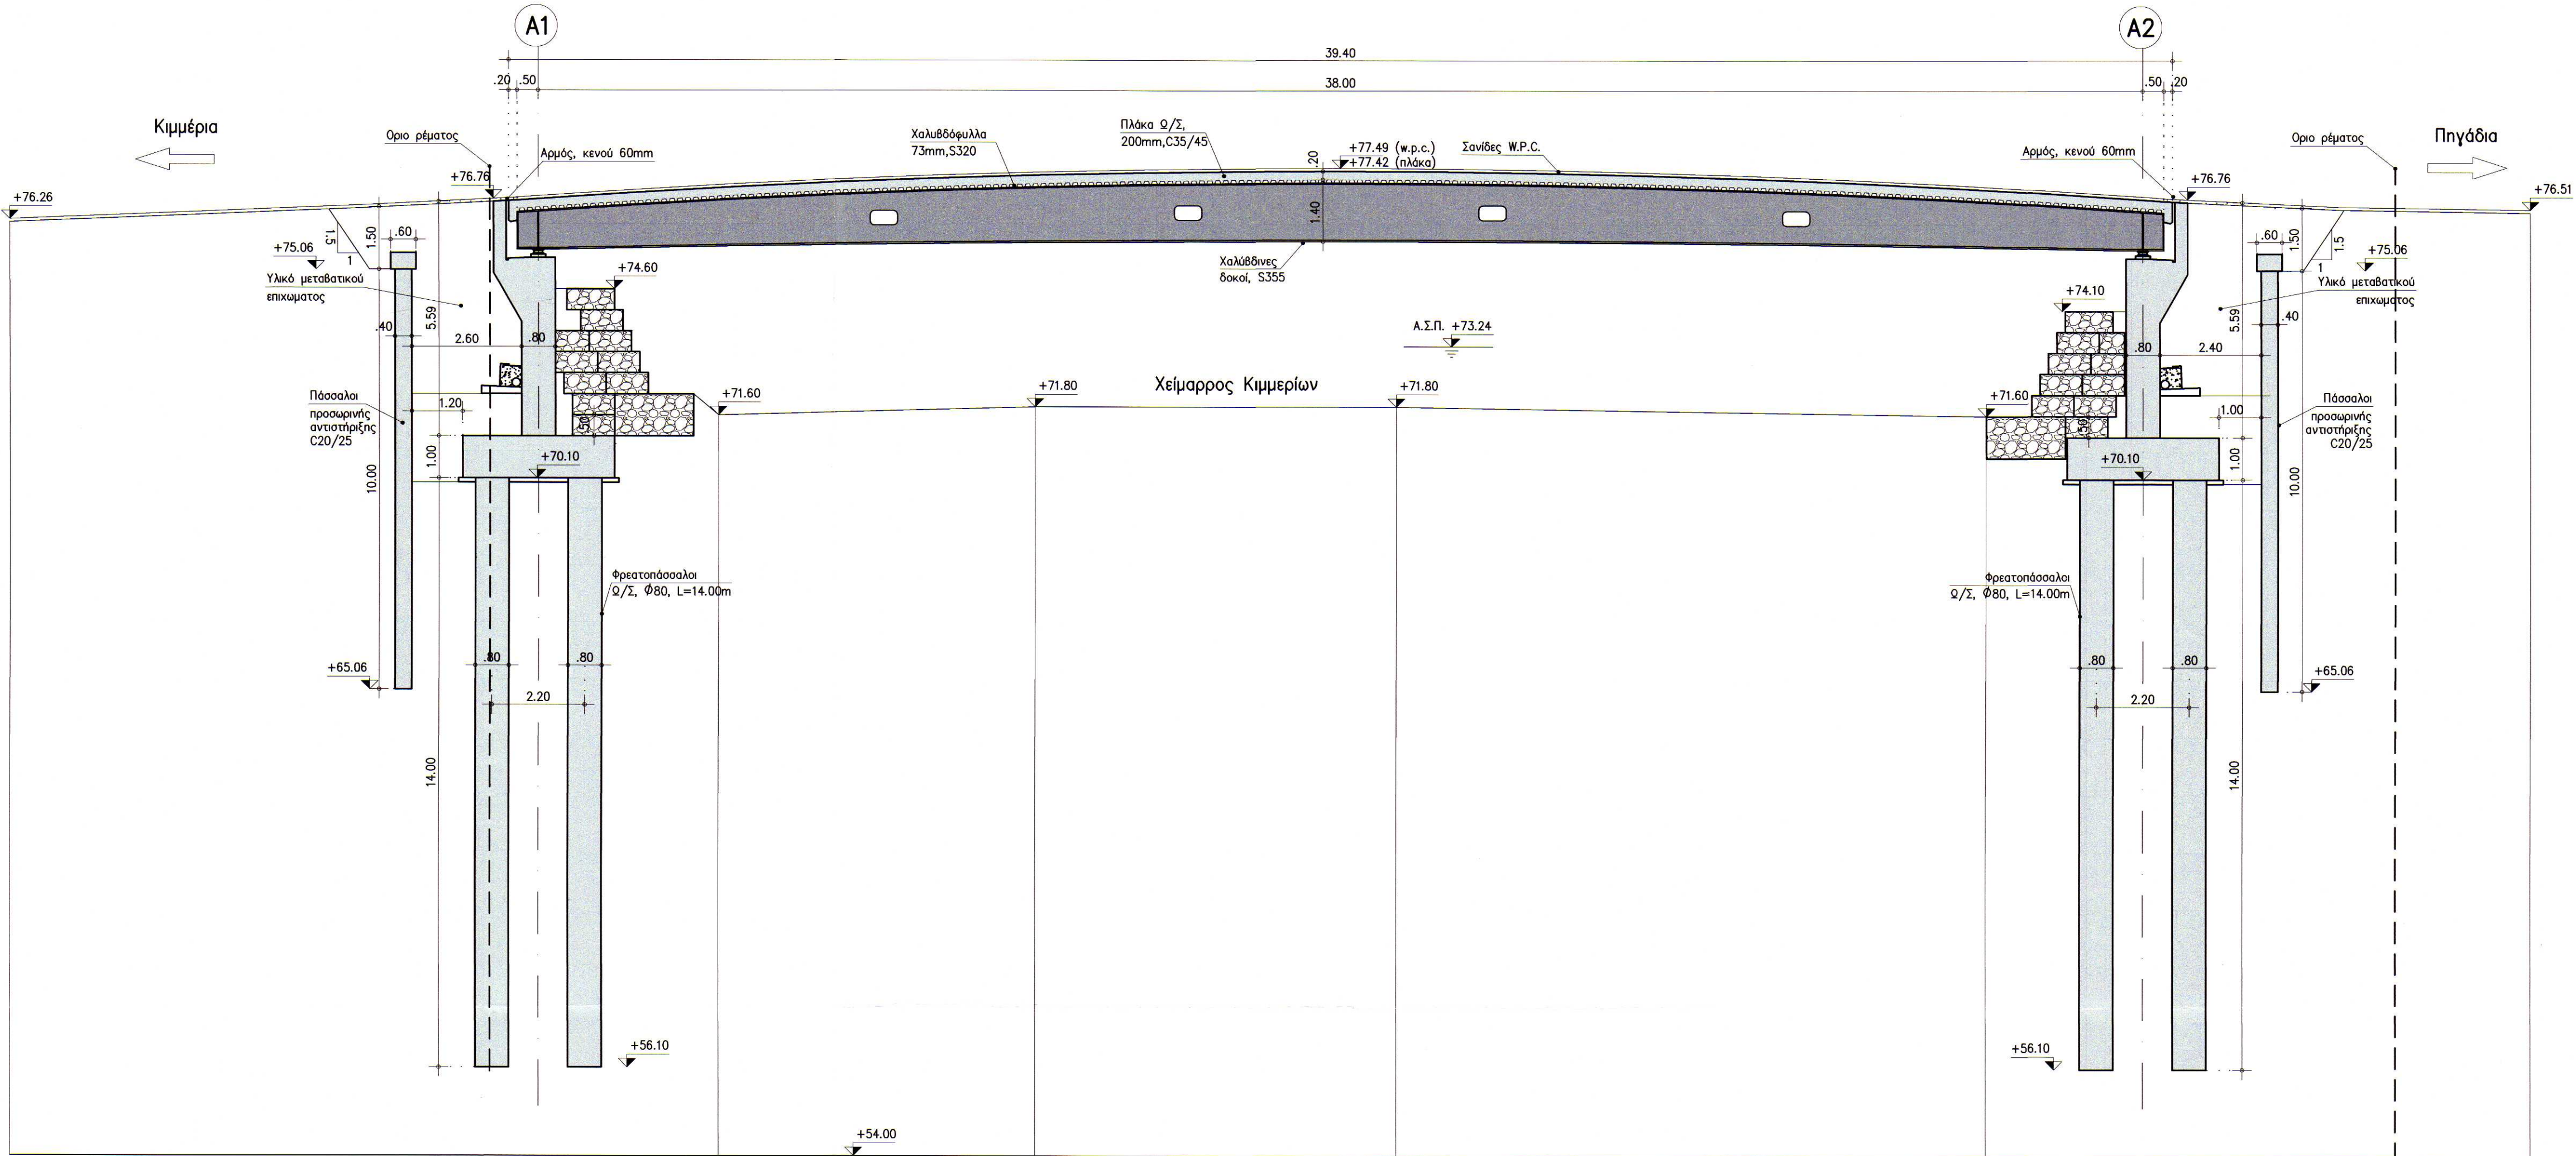 A1
A2
39.40
.20
.50
38.00
.50
.20
Κιμμέρια
Πηγάδια
Οριο ρέματος
Αρμός, κενού 60mm
Χαλυβδόφυλλα
73mm,S320
Πλάκα Ω/Σ,
200mm,C35/45
.20
+77.49 (w.p.c.)
+77.42 (πλάκα)
Σανίδες W.P.C.
Αρμός, κενού 60mm
Οριο ρέματος
+76.26
+76.76
+76.76
+76.51
1.5
1
1.50
.60
1.40
.60
1.50
1.5
1
+75.06
+75.06
Υλικό μεταβατικού
επιχωματος
+74.60
Χαλύβδινες
δοκοί, S355
+74.10
Υλικό μεταβατικού
επιχωματος
.40
5.59
2.60
.80
Α.Σ.Π. +73.24
.80
2.40
5.59
.40
Πάσσαλοι
προσωρινής
αντιστήριξης
C20/25
1.20
.50
+71.60
+71.80
Χείμαρρος Κιμμερίων
+71.80
+71.60
.50
1.00
Πάσσαλοι
προσωρινής
αντιστήριξης
C20/25
10.00
1.00
+70.10
+70.10
1.00
10.00
Φρεατοπάσσαλοι
Ω/Σ, Φ80, L=14.00m
Φρεατοπάσσαλοι
Ω/Σ, Φ80, L=14.00m
+65.06
.80
.80
.80
.80
+65.06
2.20
2.20
14.00
14.00
+56.10
+56.10
+54.00